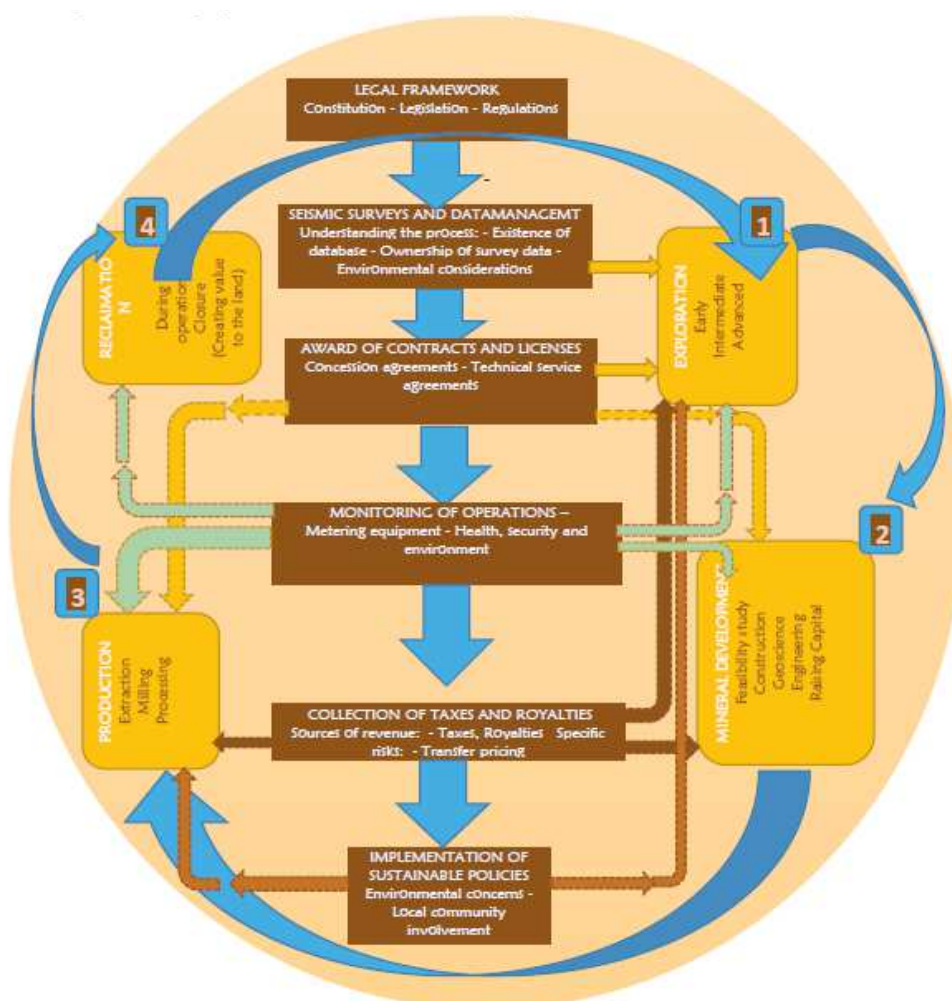 LEGAL FRAMEWORK
Constitution - Legislation - Regulations
SEISMIC SURVEYS AND DATAMANAGEMT
Understanding the process: - Existence of
database - Ownership of survey data -
Environmental considerations
AWARD OF CONTRACTS AND LICENSES
Concession agreements - Technical service
agreements
MONITORING OF OPERATIONS –
Metering equipment - Health, security and
environment
COLLECTION OF TAXES AND ROYALTIES
Sources of revenue: - Taxes, Royalties Specific
risks: - Transfer pricing
IMPLEMENTATION OF
SUSTAINABLE POLICIES
Environmental concerns -
Local community
involvement
1
EXPLORATION
Early
Intermediate
Advanced
2
MINERAL DEVELOPMENT
Feasibility study
Construction
Geoscience
Engineering
Raising Capital
3
PRODUCTION
Extraction
Milling
Processing
4
RECLAIMATIO
N
During
operation
Closure
(Creating value
to the land)